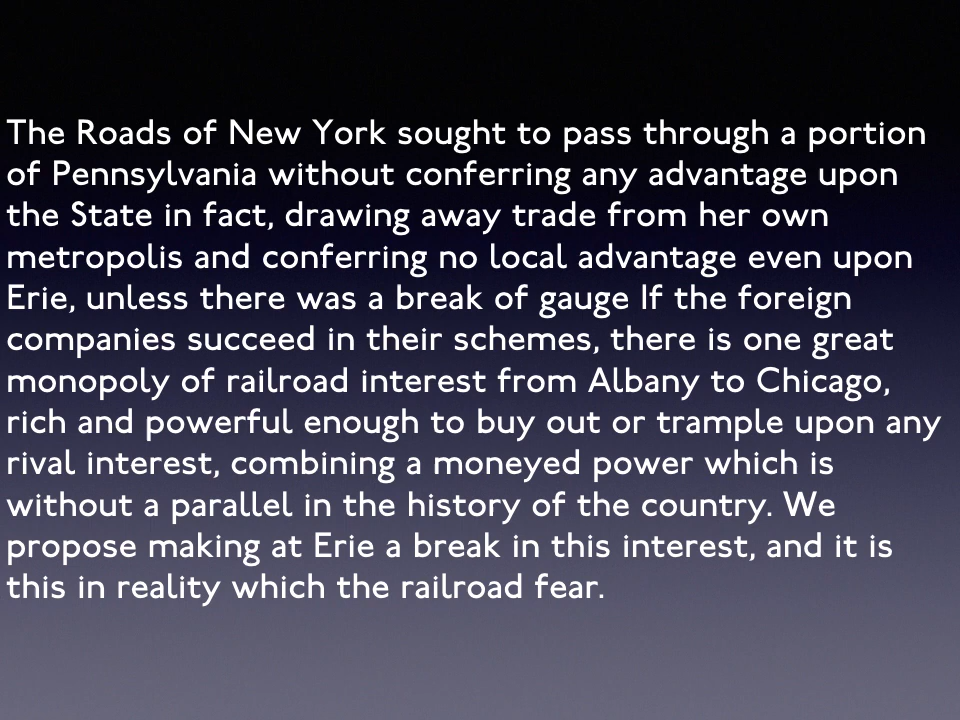 The Roads of New York sought to pass through a portion
of Pennsylvania without conferring any advantage upon
the State in fact, drawing away trade from her own
metropolis and conferring no local advantage even upon
Erie, unless there was a break of gauge If the foreign
companies succeed in their schemes, there is one great
monopoly of railroad interest from Albany to Chicago,
rich and powerful enough to buy out or trample upon any
rival interest, combining a moneyed power which is
without a parallel in the history of the country. We
propose making at Erie a break in this interest, and it is
this in reality which the railroad fear.